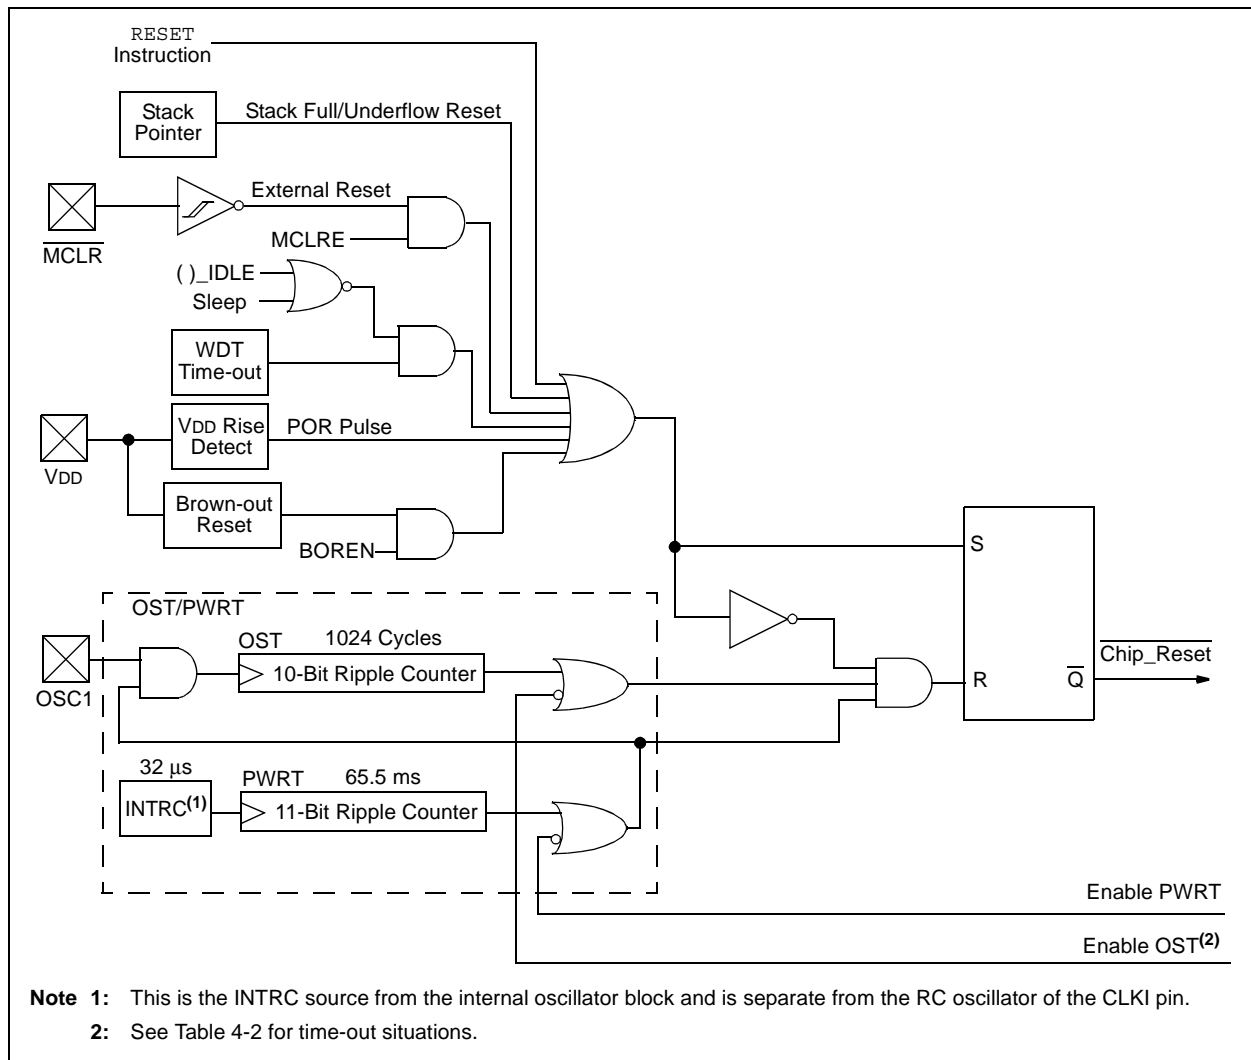 RESET
Instruction
Stack
Pointer
Stack Full/Underflow Reset
External Reset
MCLR
MCLRE
( )_IDLE
Sleep
WDT
Time-out
VDD
VDD Rise
Detect
POR Pulse
Brown-out
Reset
BOREN
S
R
Q
Chip_Reset
OST/PWRT
OSC1
OST
1024 Cycles
10-Bit Ripple Counter
32 µs
INTRC(1)
PWRT
65.5 ms
11-Bit Ripple Counter
Enable PWRT
Enable OST(2)
Note 1: This is the INTRC source from the internal oscillator block and is separate from the RC oscillator of the CLKI pin.
2: See Table 4-2 for time-out situations.